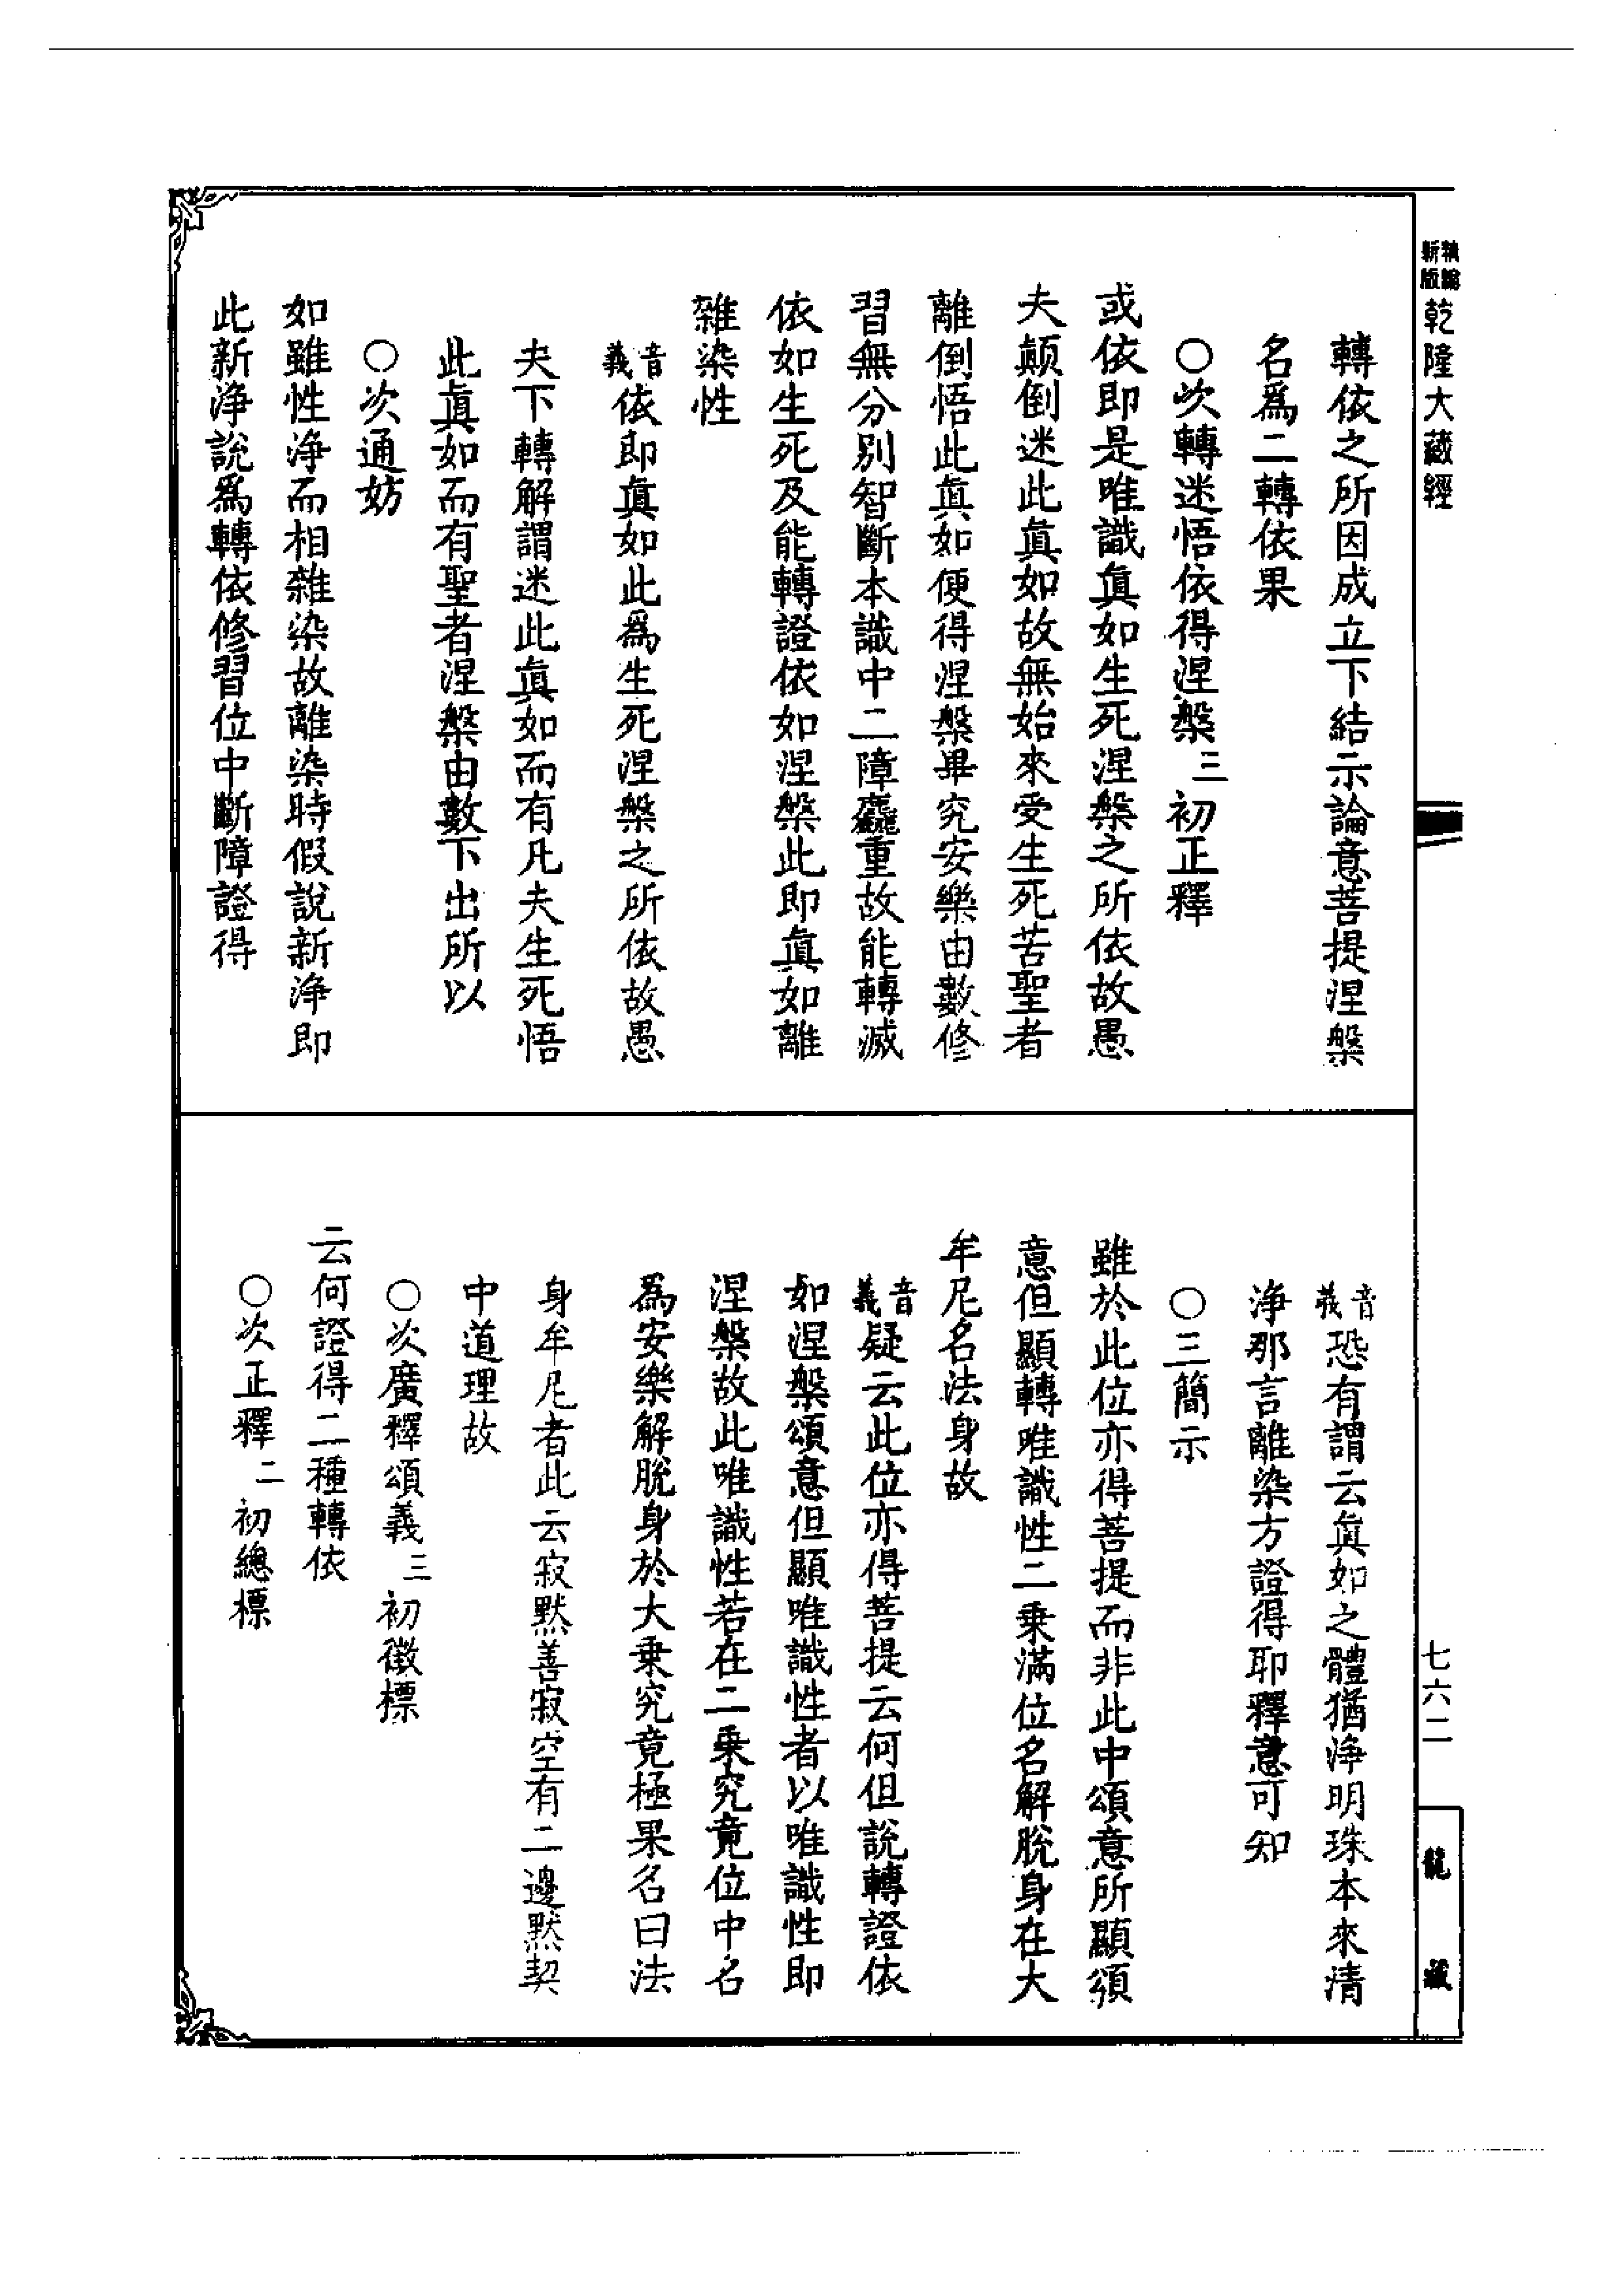 新版精編 乾隆大藏經
轉依之所因成立下結示論意菩提涅槃
名爲二轉依果
○次轉迷悟依得涅槃三 初正釋
或依即是唯識眞如生死涅槃之所依故愚
夫顛倒迷此眞如故無始來受生死苦聖者
離倒悟此眞如便得涅槃畢究安樂由數修
習無分別智斷本識中二障麤重故能轉滅
依如生死及能轉證依如涅槃此即眞如離
雜染性
音義依即眞如此爲生死涅槃之所依故愚
夫下轉解謂迷此眞如而有凡夫生死悟
此眞如而有聖者涅槃由數下出所以
○次通妨
如雖性淨而相雜染故離染時假說新淨即
此新淨說爲轉依修習位中斷障證得
音義恐有謂云眞如之體猶淨明珠本來清
淨那言離染方證得耶釋意可知
○三簡示
雖於此位亦得菩提而非此中頌意所顯頌
意但顯轉唯識性二乘滿位名解脫身在大
牟尼名法身故
音義疑云此位亦得菩提云何但說轉證依
如涅槃頌意但顯唯識性者以唯識性即
涅槃故此唯識性若在二乘究竟位中名
爲安樂解脫身於大乘究竟極果名曰法
身牟尼者此云寂默善寂空有二邊默契
中道理故
○次廣釋頌義三 初徵標
云何證得二種轉依
○次正釋二 初總標
七六二
龍藏